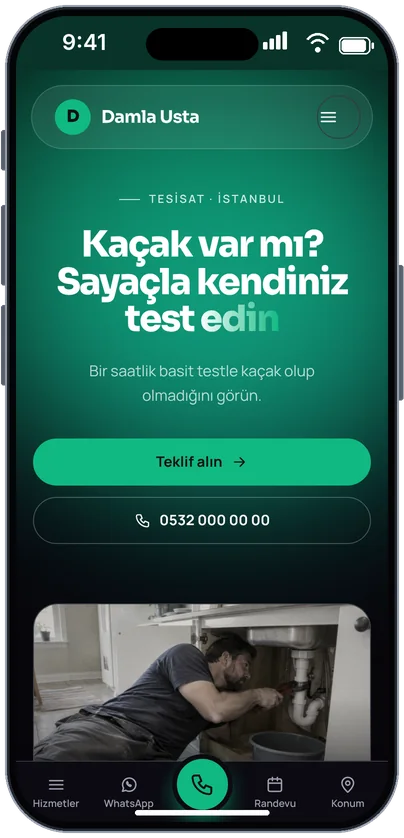 9:41
D
Damla Usta
TESİSAT · İSTANBUL
Kaçak var mı?
Sayaçla kendiniz
test edin
Bir saatlik basit testle kaçak olup
olmadığını görün.
Teklif alın →
0532 000 00 00
Hizmetler
WhatsApp
Randevu
Konum